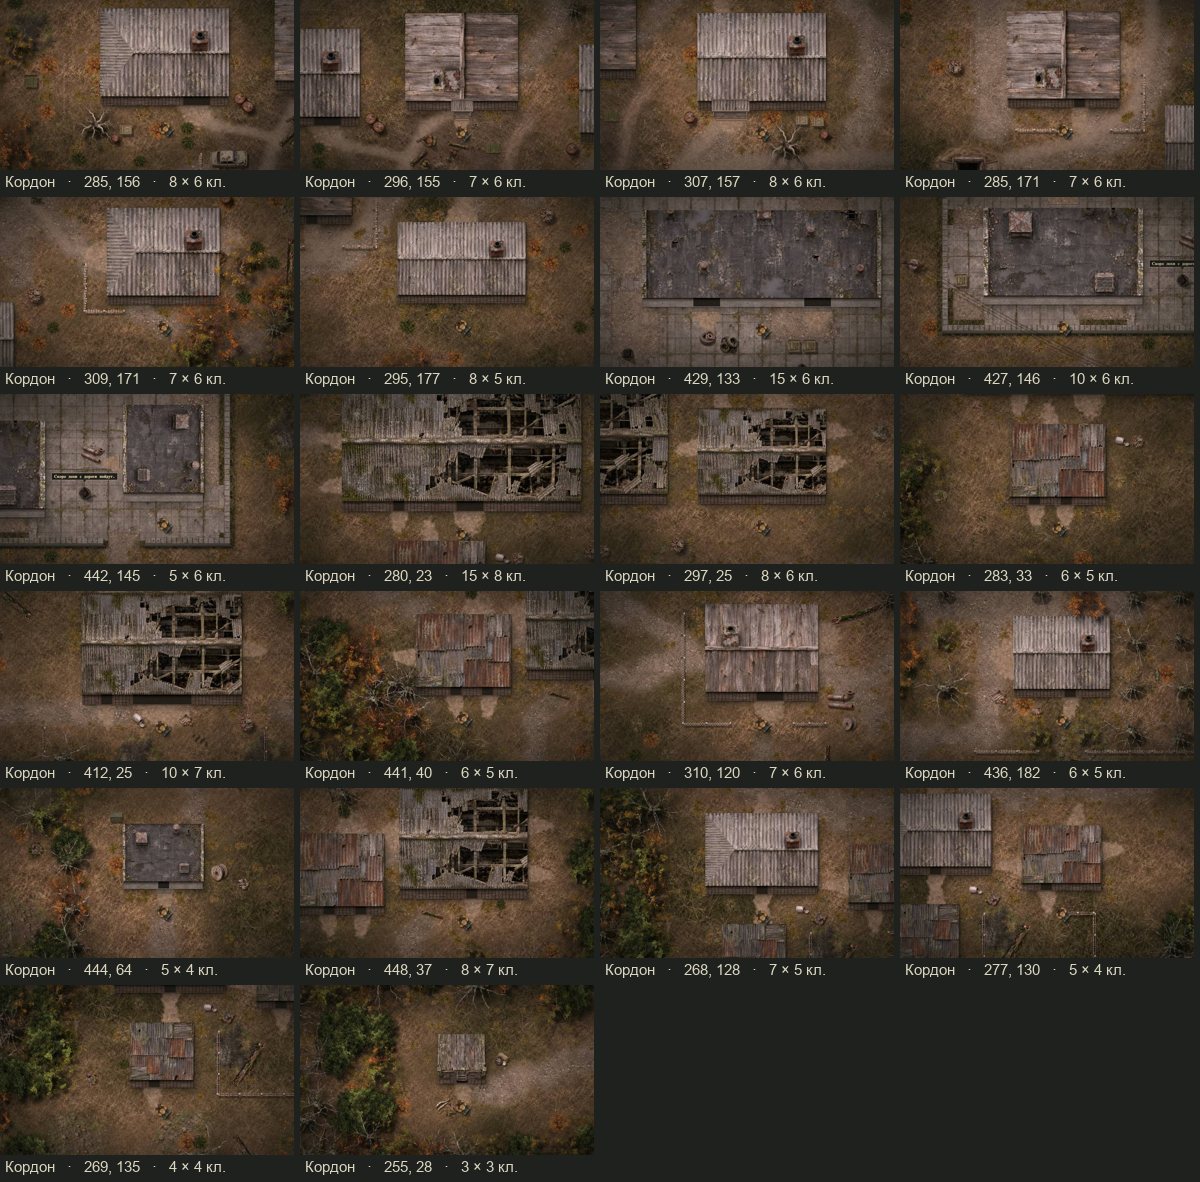 Кордон · 285, 156 · 8 × 6 кл.
Кордон · 296, 155 · 7 × 6 кл.
Кордон · 307, 157 · 8 × 6 кл.
Кордон · 285, 171 · 7 × 6 кл.
Кордон · 309, 171 · 7 × 6 кл.
Кордон · 295, 177 · 8 × 5 кл.
Кордон · 429, 133 · 15 × 6 кл.
Кордон · 427, 146 · 10 × 6 кл.
Кордон · 442, 145 · 5 × 6 кл.
Кордон · 280, 23 · 15 × 8 кл.
Кордон · 297, 25 · 8 × 6 кл.
Кордон · 283, 33 · 6 × 5 кл.
Кордон · 412, 25 · 10 × 7 кл.
Кордон · 441, 40 · 6 × 5 кл.
Кордон · 310, 120 · 7 × 6 кл.
Кордон · 436, 182 · 6 × 5 кл.
Кордон · 444, 64 · 5 × 4 кл.
Кордон · 448, 37 · 8 × 7 кл.
Кордон · 268, 128 · 7 × 5 кл.
Кордон · 277, 130 · 5 × 4 кл.
Кордон · 269, 135 · 4 × 4 кл.
Кордон · 255, 28 · 3 × 3 кл.